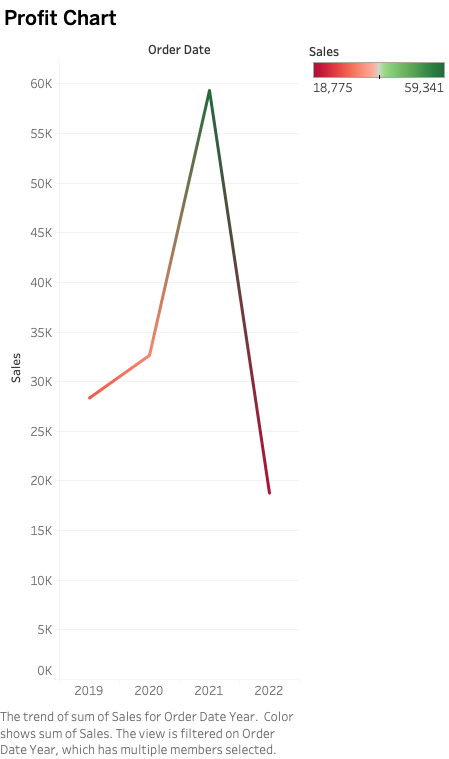 Profit Chart
Order Date
Sales
18,775 59,341
60K
55K
50K
45K
40K
35K
30K
25K
20K
15K
10K
5K
0K
Sales
2019 2020 2021 2022
The trend of sum of Sales for Order Date Year. Color
shows sum of Sales. The view is filtered on Order
Date Year, which has multiple members selected.